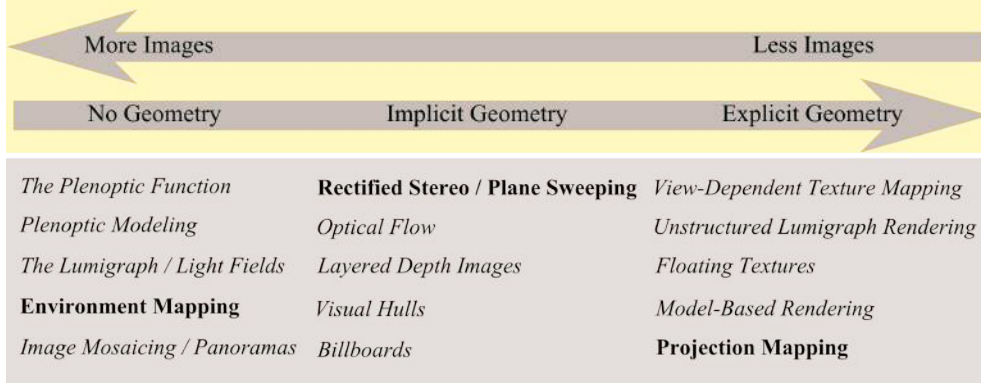 More Images Less Images
No Geometry Implicit Geometry Explicit Geometry
The Plenoptic Function Rectified Stereo / Plane Sweeping View-Dependent Texture Mapping
Plenoptic Modeling Optical Flow Unstructured Lumigraph Rendering
The Lumigraph / Light Fields Layered Depth Images Floating Textures
Environment Mapping Visual Hulls Model-Based Rendering
Image Mosaicing / Panoramas Billboards Projection Mapping